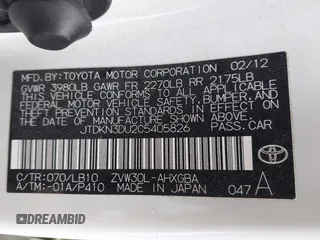 MFD. BY: TOYOTA MOTOR CORPORATION 02/12
GVWR 3980LB GAWR FR 2270LB RR 2175LB
THIS VEHICLE CONFORMS TO ALL APPLICABLE
FEDERAL MOTOR VEHICLE SAFETY, BUMPER, AND
THEFT PREVENTION STANDARDS IN EFFECT ON THE
DATE OF MANUFACTURE SHOWN ABOVE.
JTDKN3DU2C5405826 PASS. CAR
C/TR:070/LB10 ZVW30L-AHXGBA
A/TM:-01A/P410 MADE IN JAPAN 047 A
TOYOTA
DREAMBID